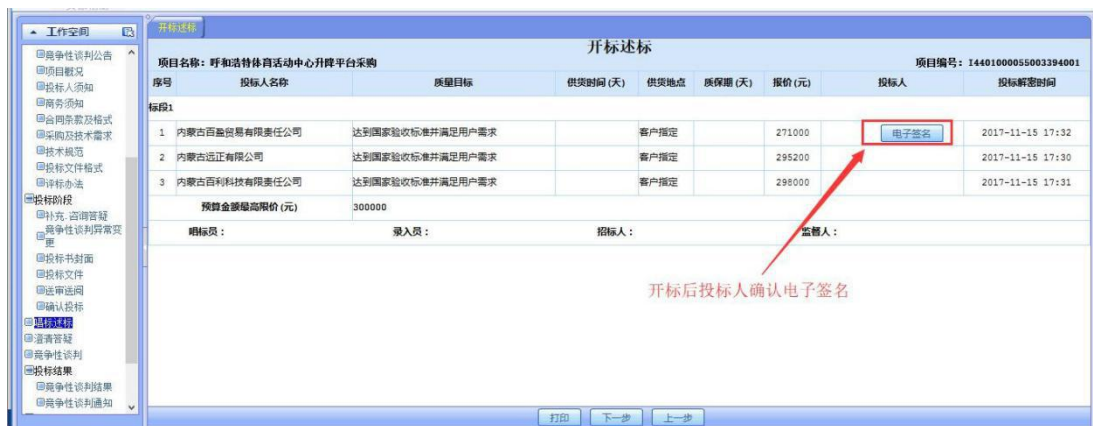 工作空间
竞争性谈判公告
项目概况
投标人须知
商务须知
合同条款及格式
采购及技术需求
技术规范
投标文件格式
评标办法
投标阶段
补充.咨询答疑
竞争性谈判异常变
更
投标书封面
投标文件
送审送阅
确认投标
唱标述标
澄清答疑
竞争性谈判
投标结果
竞争性谈判结果
竞争性谈判通知
开标述标
开标述标
项目名称：呼和浩特体育活动中心升降平台采购 项目编号：I4401000055003394001
序号 投标人名称 质量目标 供货时间(天) 供货地点 质保期(天) 报价(元) 投标人 投标解密时间
标段1
1 内蒙古百盈贸易有限责任公司 达到国家验收标准并满足用户需求 客户指定 271000 电子签名 2017-11-15 17:32
2 内蒙古远正有限公司 达到国家验收标准并满足用户需求 客户指定 295200 2017-11-15 17:30
3 内蒙古百利科技有限责任公司 达到国家验收标准并满足用户需求 客户指定 298000 2017-11-15 17:31
预算金额最高限价(元) 300000
唱标员： 录入员： 招标人： 监督人：
开标后投标人确认电子签名
打印 下一步 上一步